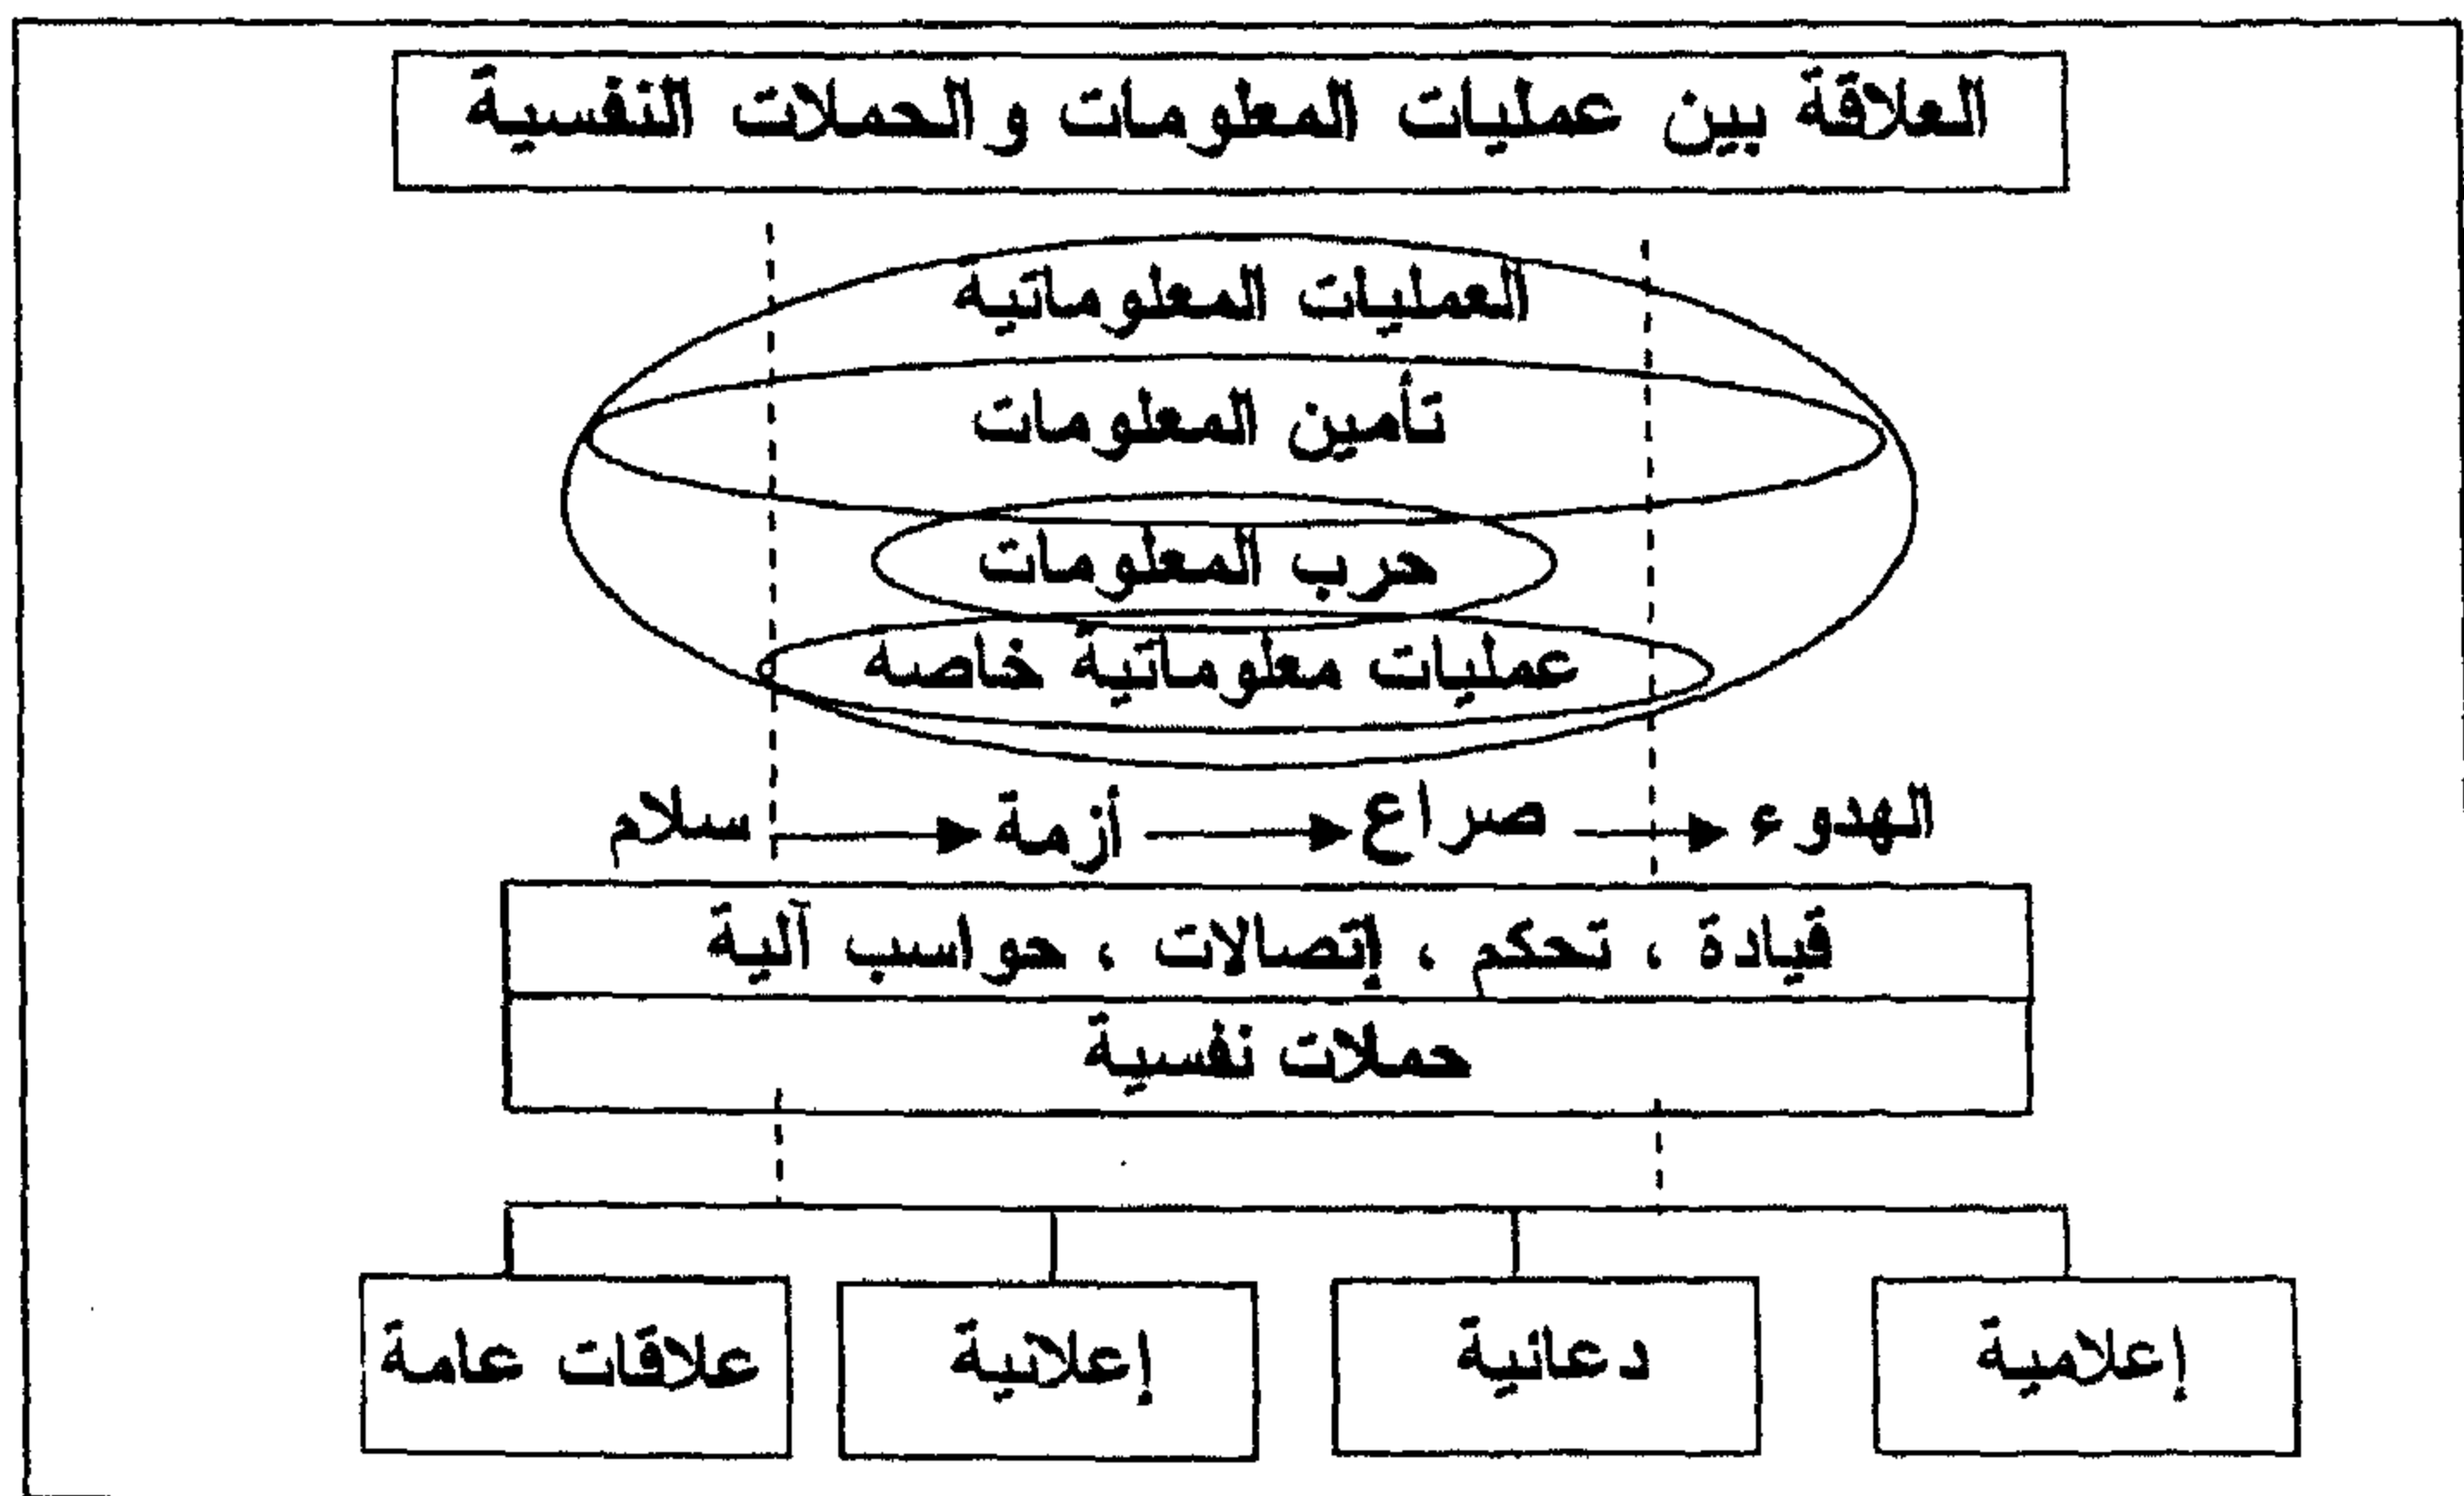 العلاقة بين عمليات المعلومات والحملات النفسية
العمليات المعلوماتيه
تأمين المعلومات
حرب المعلومات
عمليات معلوماتية خاصه
سلام أزمة صراع الهدوء
قيادة ، تحكم ، إتصالات ، حواسب آلية
حملات نفسية
إعلامية دعائية إعلانية علاقات عامة